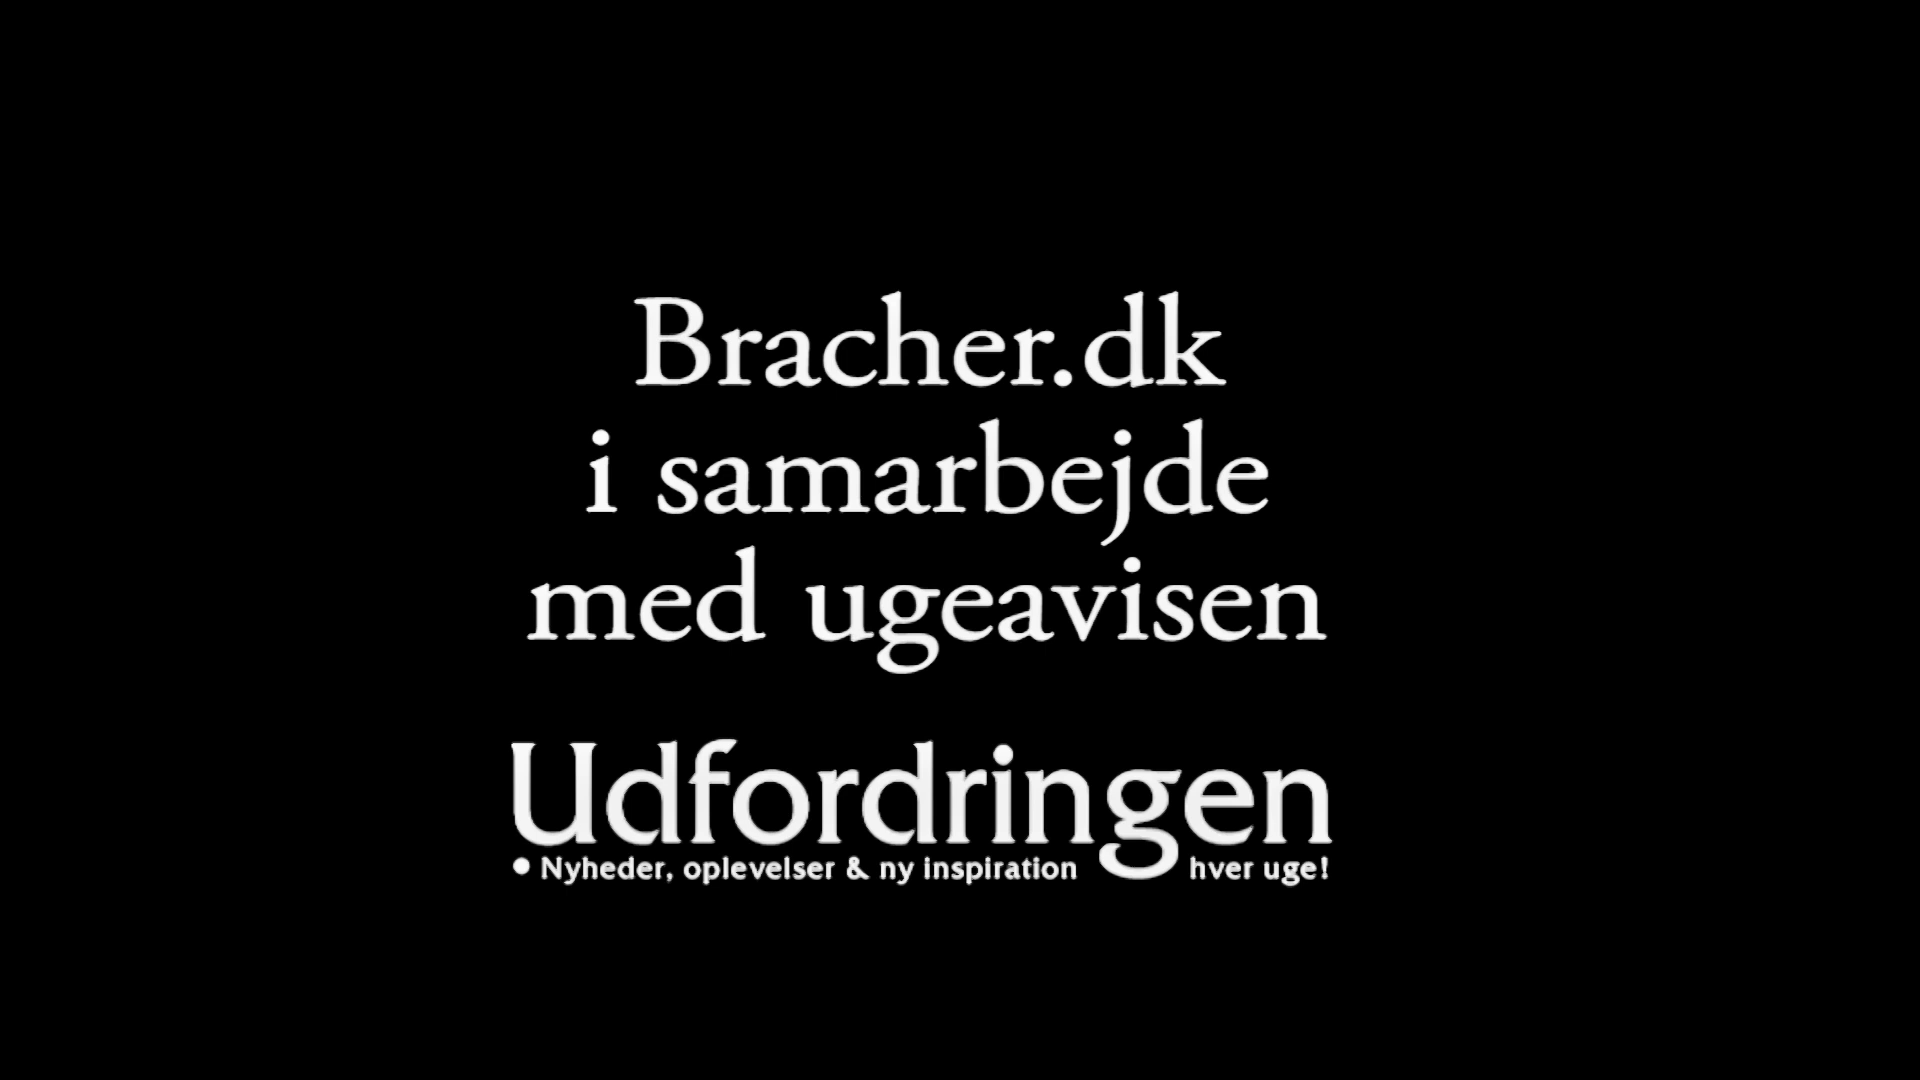 Bracher.dk
i samarbejde
med ugeavisen
Udfordringen
• Nyheder, oplevelser & ny inspiration hver uge!